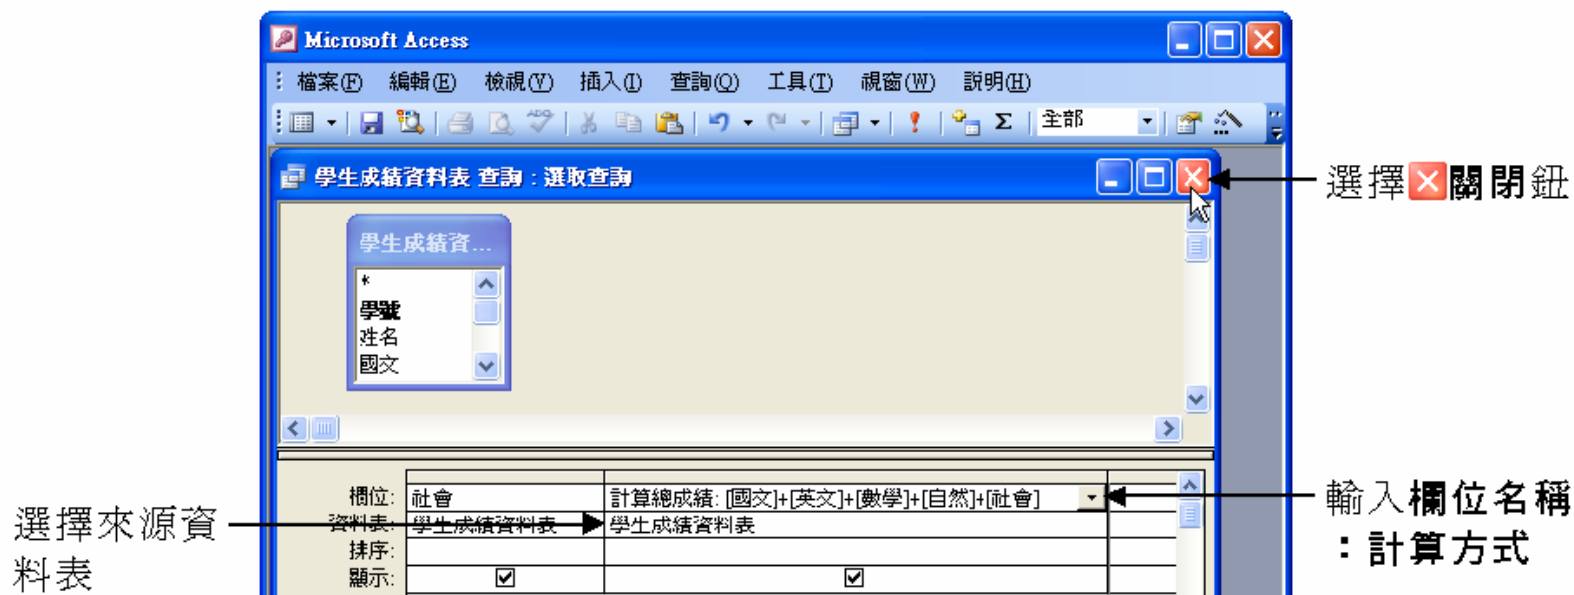 Microsoft Access
檔案(F) 編輯(E) 檢視(V) 插入(I) 查詢(Q) 工具(T) 視窗(W) 說明(H)
全部
學生成績資料表 查詢 : 選取查詢
選擇關閉鈕
學生成績資...
*
學號
姓名
國文
欄位: 社會 計算總成績: [國文]+[英文]+[數學]+[自然]+[社會]
資料表: 學生成績資料表 學生成績資料表
排序:
顯示:
選擇來源資
料表
輸入欄位名稱
：計算方式